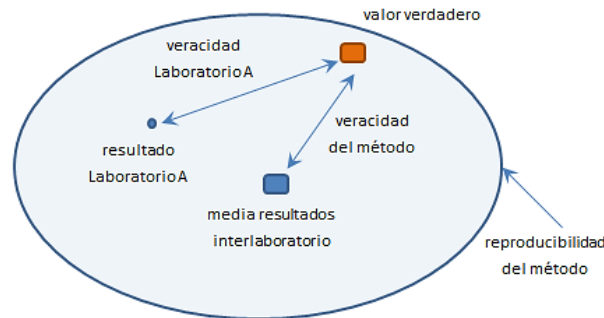 valor verdadero
veracidad
Laboratorio A
resultado
Laboratorio A
veracidad
del método
media resultados
interlaboratorio
reproducibilidad
del método